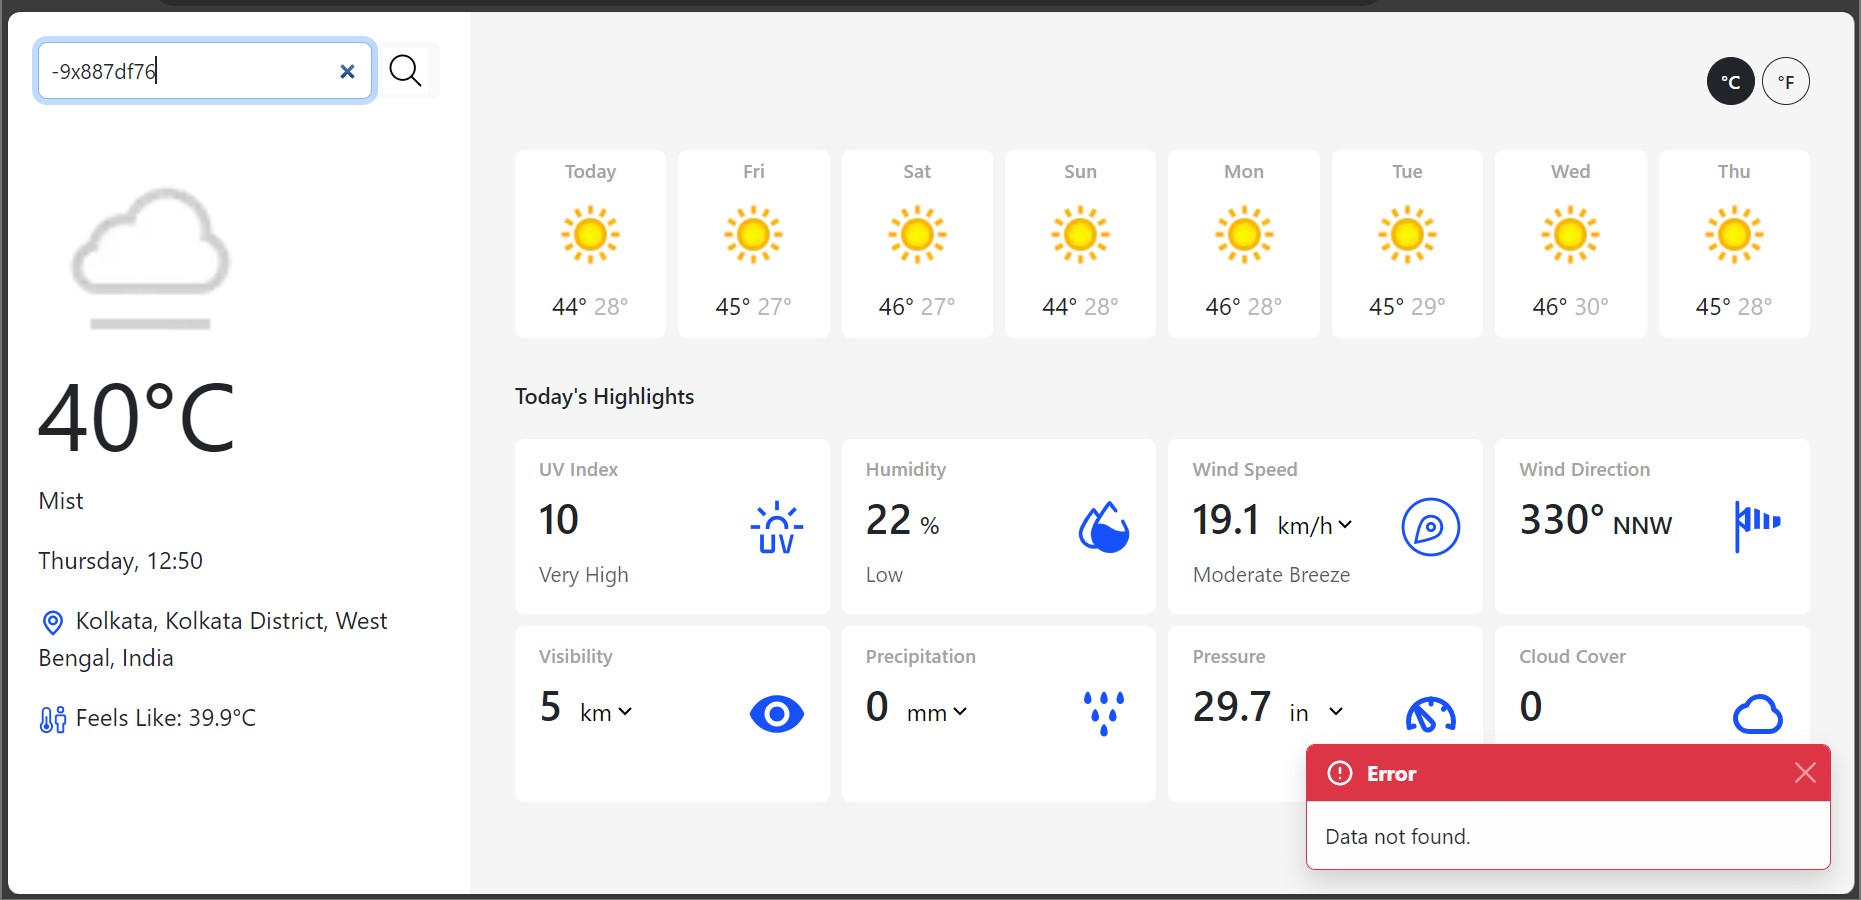 -9x887df76
°C °F
Today Fri Sat Sun Mon Tue Wed Thu
44° 28° 45° 27° 46° 27° 44° 28° 46° 28° 45° 29° 46° 30° 45° 28°
40°C
Mist
Thursday, 12:50
Kolkata, Kolkata District, West
Bengal, India
Feels Like: 39.9°C
Today's Highlights
UV Index
10
UV
Very High
Humidity
22 %
Low
Wind Speed
19.1 km/h
Moderate Breeze
Wind Direction
330° NNW
Visibility
5 km
Precipitation
0 mm
Pressure
29.7 in
Cloud Cover
0
Error
Data not found.